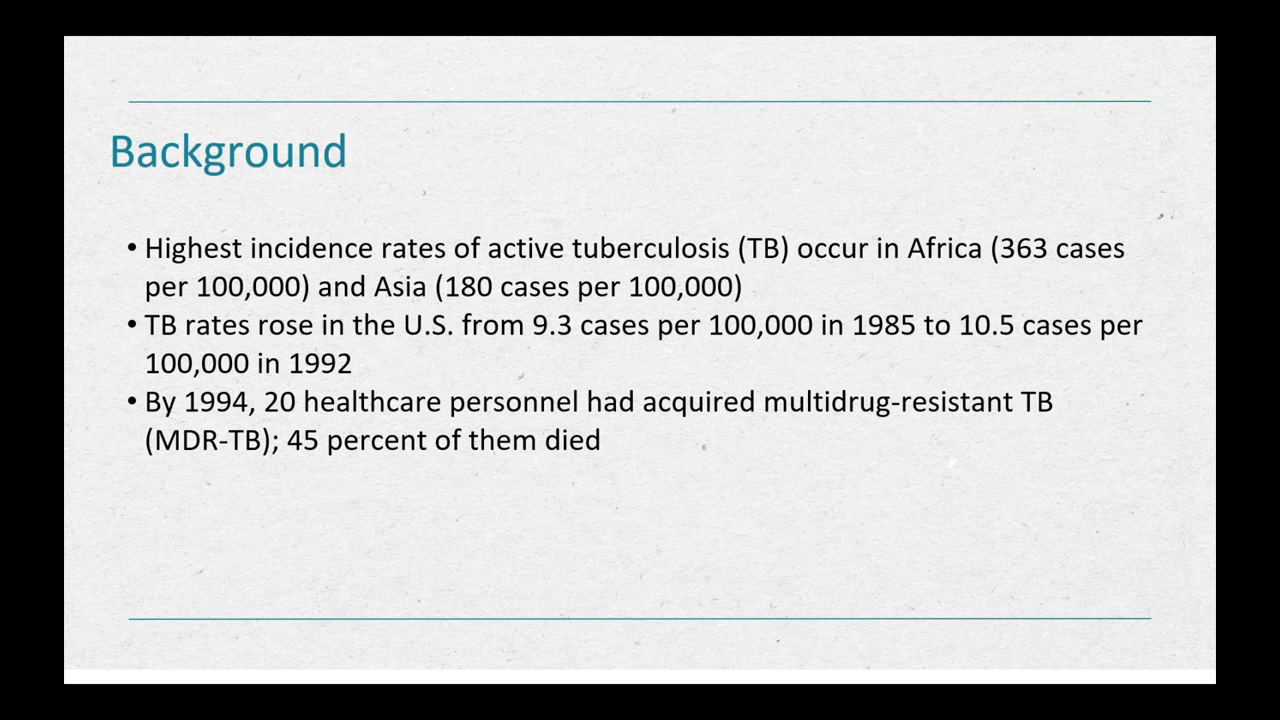 Background
• Highest incidence rates of active tuberculosis (TB) occur in Africa (363 cases
per 100,000) and Asia (180 cases per 100,000)
• TB rates rose in the U.S. from 9.3 cases per 100,000 in 1985 to 10.5 cases per
100,000 in 1992
• By 1994, 20 healthcare personnel had acquired multidrug-resistant TB
(MDR-TB); 45 percent of them died